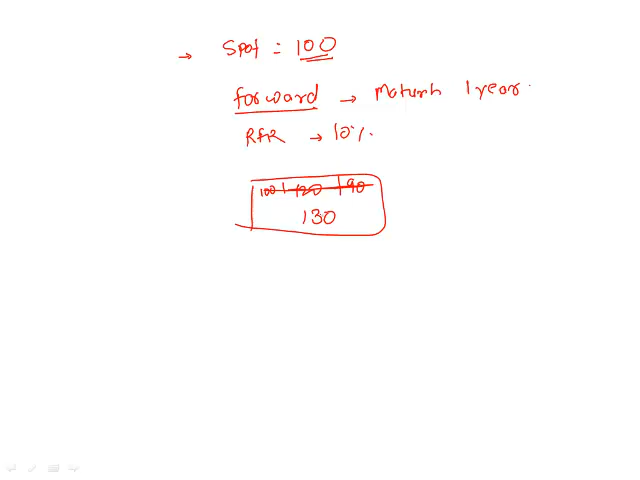 → Spot = 100
forward → Maturh 1 year.
RFR → 10%
100 | 120 | 90
130